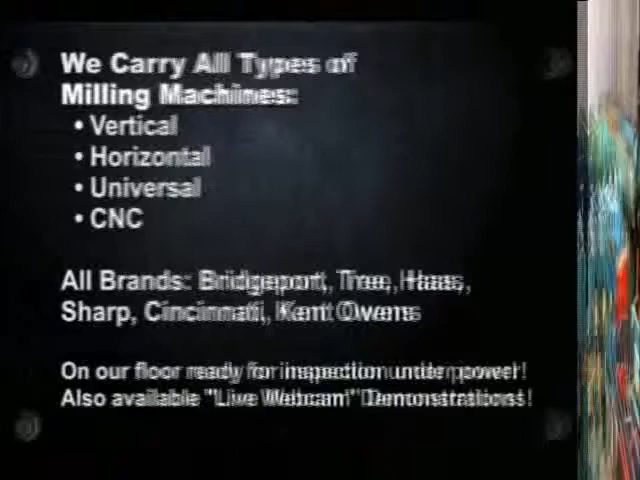 We Carry All Types of
Milling Machines:
• Vertical
• Horizontal
• Universal
• CNC
All Brands: Bridgeport, Tree, Haas,
Sharp, Cincinnati, Kent Owens
On our floor ready for inspection under power!
Also available "Live Webcam" Demonstrations!